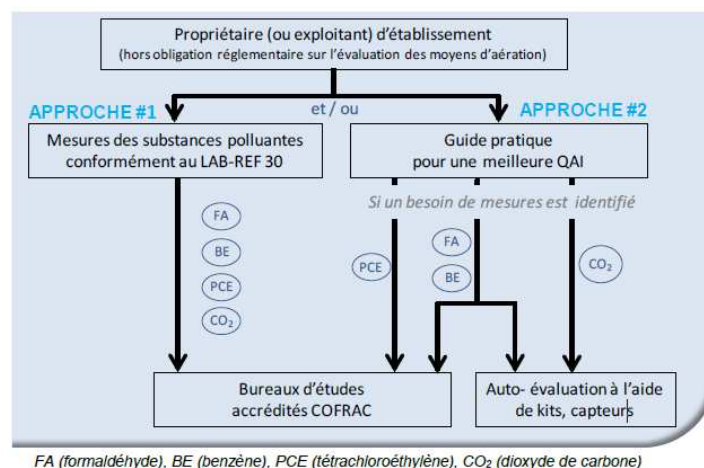 Propriétaire (ou exploitant) d'établissement
(hors obligation réglementaire sur l'évaluation des moyens d'aération)
APPROCHE #1
et / ou
APPROCHE #2
Mesures des substances polluantes
conformément au LAB-REF 30
Guide pratique
pour une meilleure QAI
Si un besoin de mesures est identifié
FA
BE
PCE
CO₂
PCE
FA
BE
CO₂
Bureaux d'études
accrédités COFRAC
Auto- évaluation à l'aide
de kits, capteurs
FA (formaldéhyde), BE (benzène), PCE (tétrachloroéthylène), CO₂ (dioxyde de carbone)